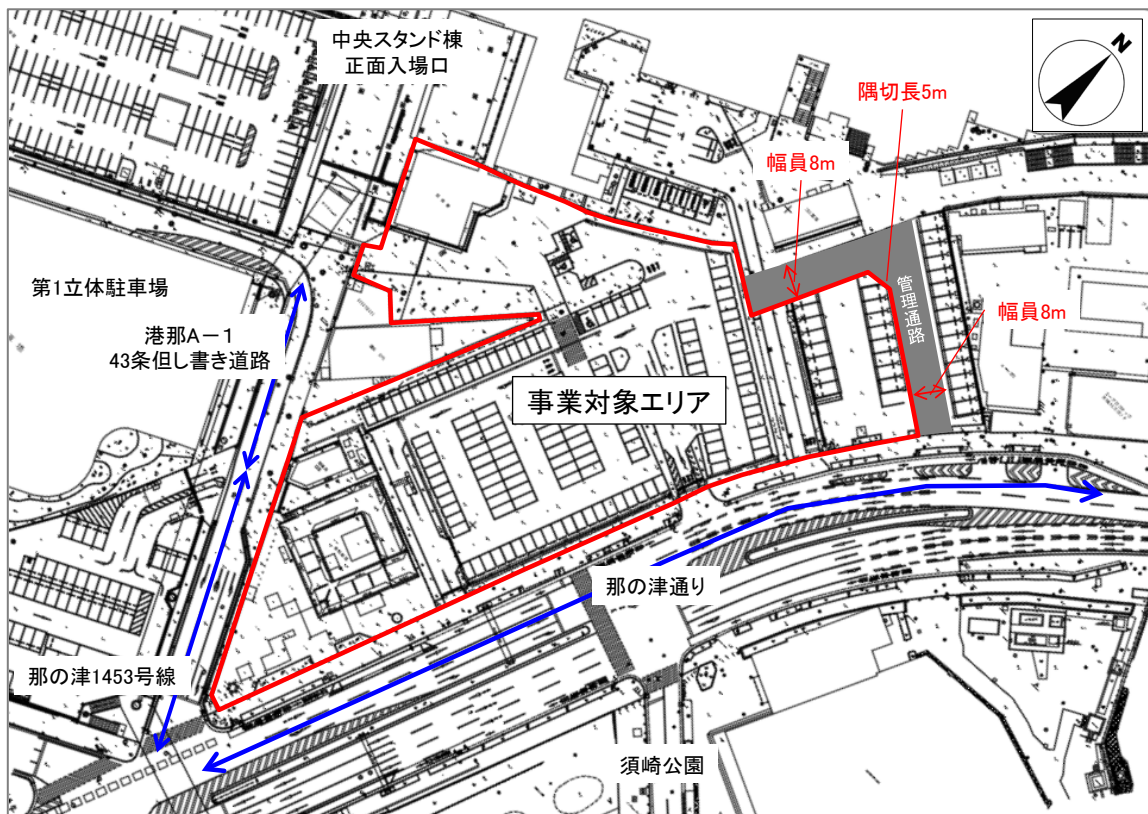 中央スタンド棟
正面入場口
N
隅切長5m
幅員8m
第1立体駐車場
港那A-1
43条但し書き道路
管理通路
幅員8m
事業対象エリア
那の津通り
那の津1453号線
須崎公園